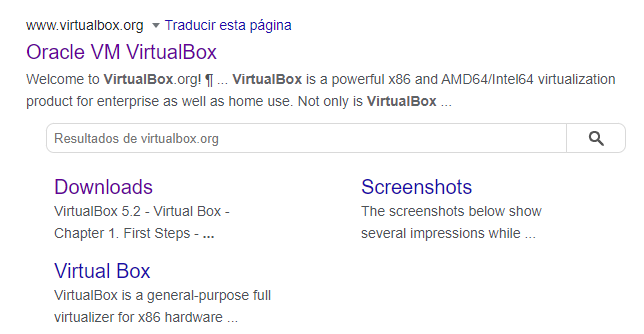 www.virtualbox.org Traducir esta página
Oracle VM VirtualBox
Welcome to VirtualBox.org! ¶ ... VirtualBox is a powerful x86 and AMD64/Intel64 virtualization
product for enterprise as well as home use. Not only is VirtualBox ...
Resultados de virtualbox.org
Downloads
VirtualBox 5.2 - Virtual Box -
Chapter 1. First Steps - ...
Screenshots
The screenshots below show
several impressions while ...
Virtual Box
VirtualBox is a general-purpose full
virtualizer for x86 hardware ...